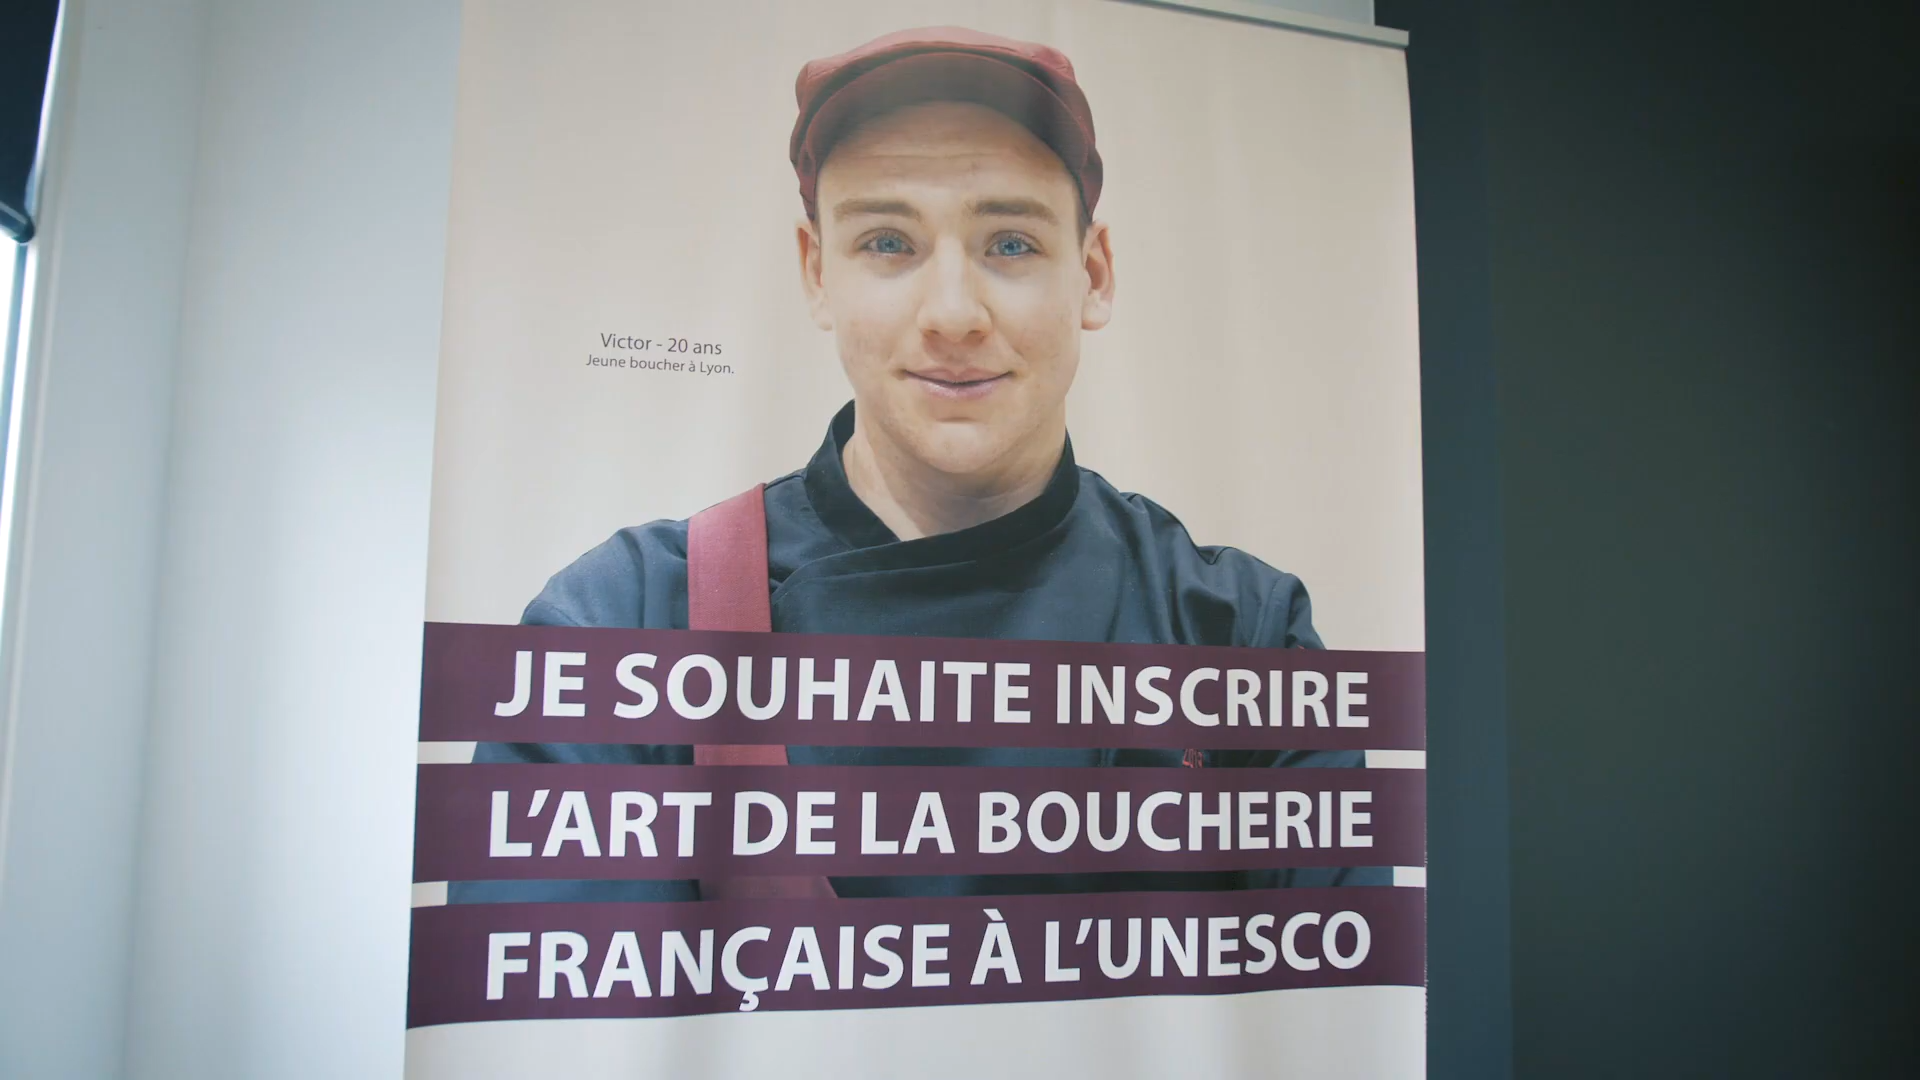 Victor - 20 ans
Jeune boucher à Lyon.
JE SOUHAITE INSCRIRE
L'ART DE LA BOUCHERIE
FRANÇAISE À L'UNESCO